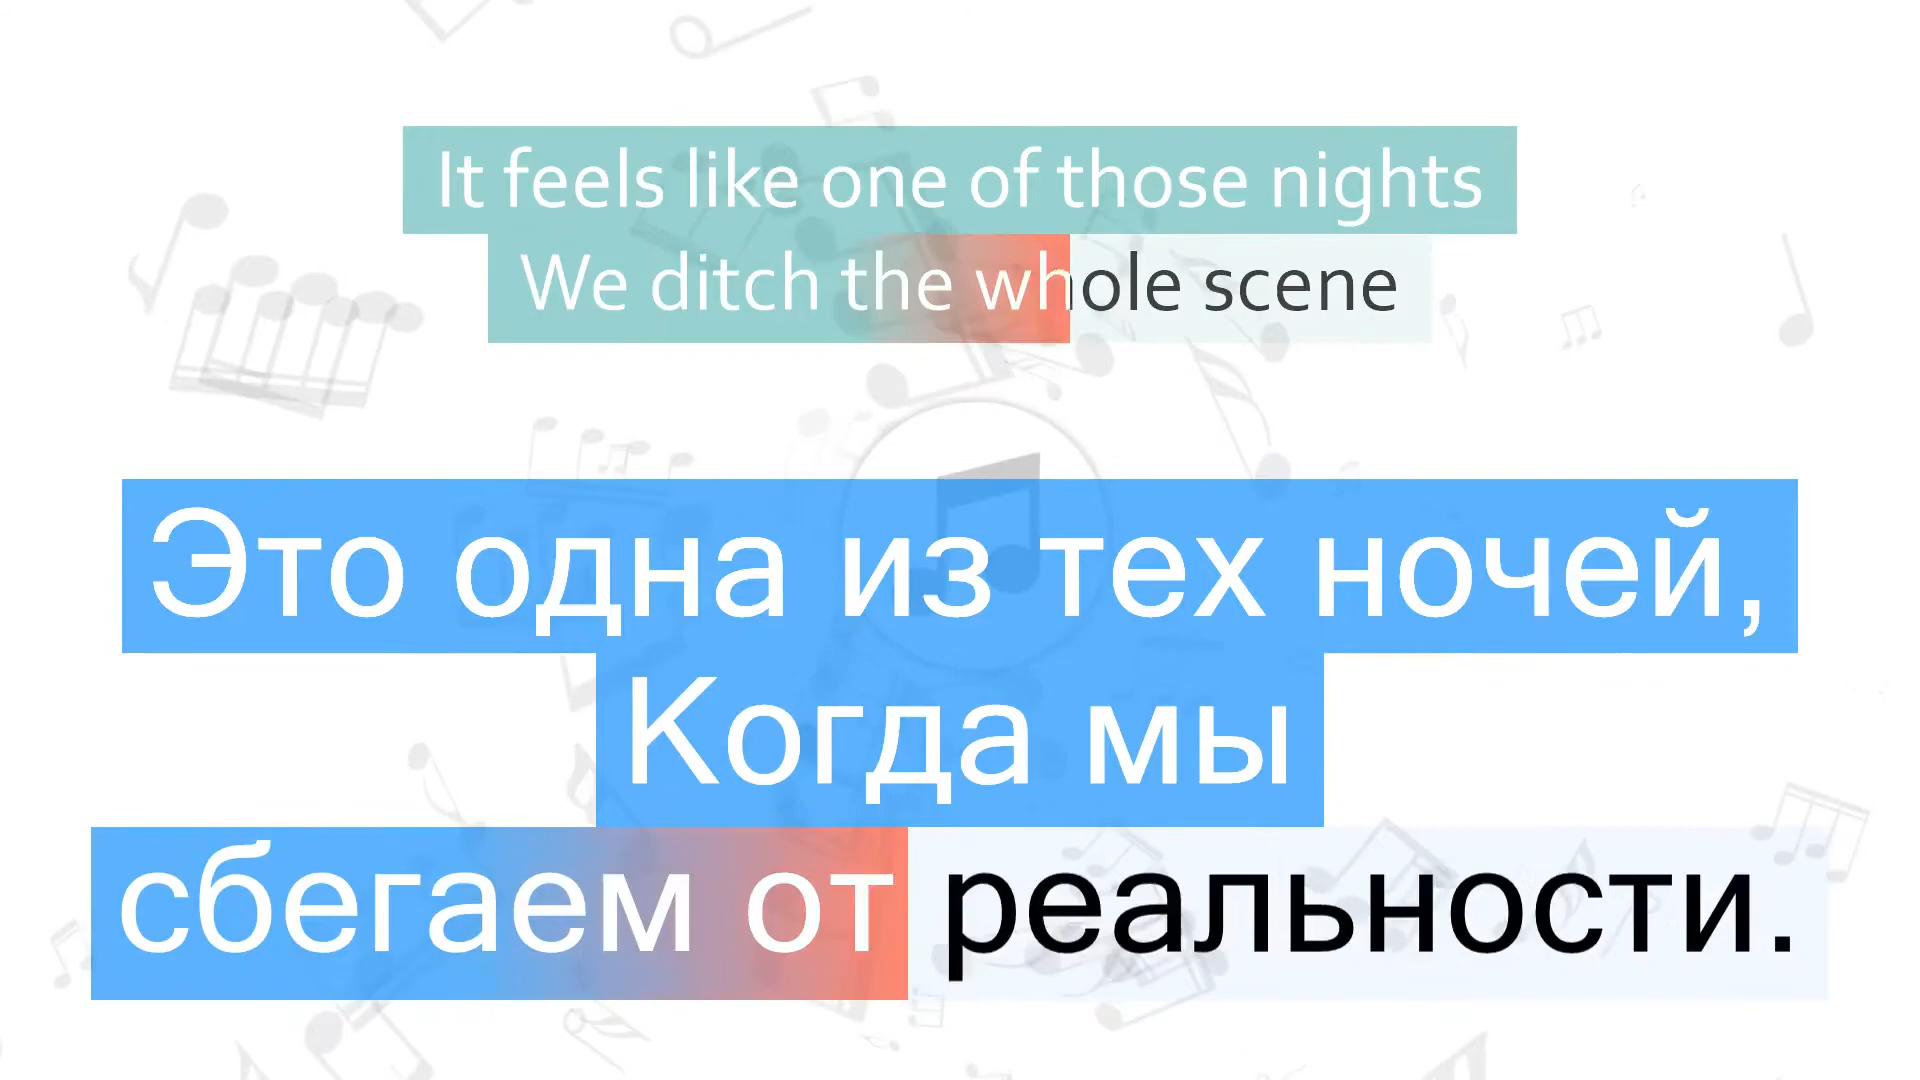 It feels like one of those nights
We ditch the whole scene
Это одна из тех ночей,
Когда мы
сбегаем от реальности.